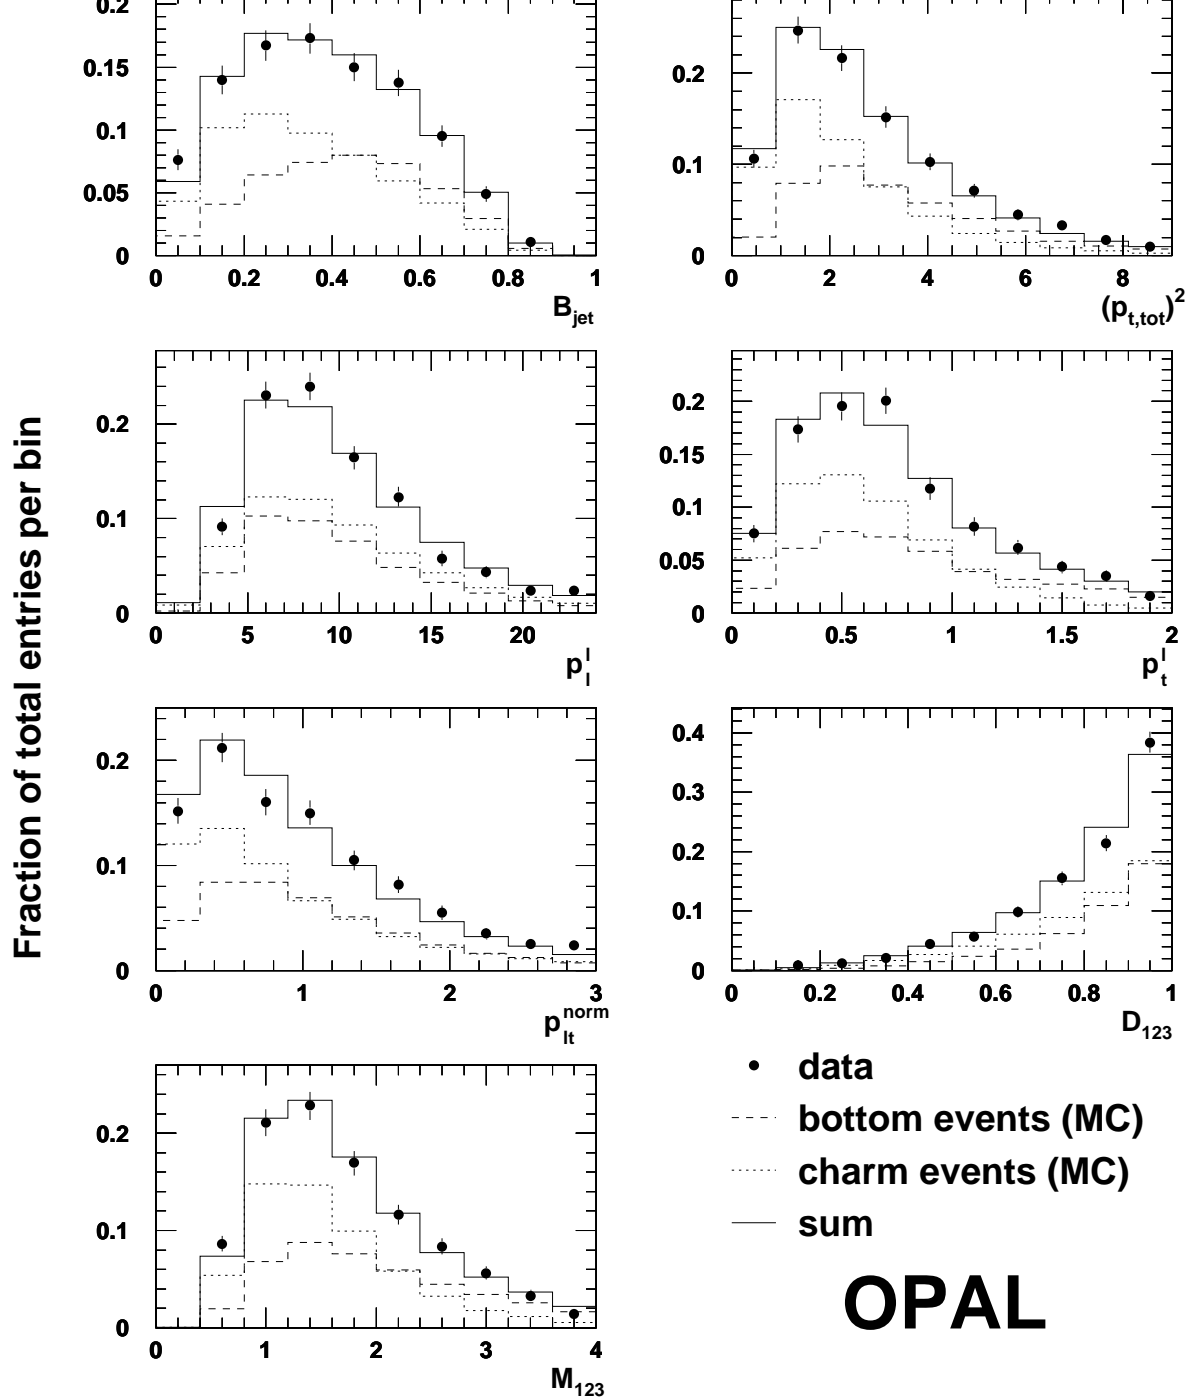 Fraction of total entries per bin
0.2
0.15
0.1
0.05
0
0 0.2 0.4 0.6 0.8 1
B_jet
0.2
0.1
0
0 2 4 6 8
(p_t,tot)^2
0.2
0.1
0
0 5 10 15 20
p_l^l
0.2
0.15
0.1
0.05
0
0 0.5 1 1.5 2
p_t^l
0.2
0.1
0
0 1 2 3
p_lt^norm
0.4
0.3
0.2
0.1
0
0 0.2 0.4 0.6 0.8 1
D_123
0.2
0.1
0
0 1 2 3 4
M_123
data
bottom events (MC)
charm events (MC)
sum
OPAL